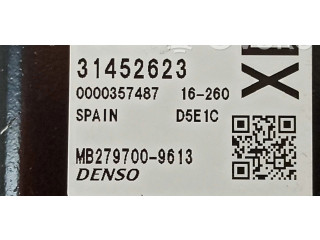 31452623
0000357487 16-260
SPAIN D5E1C
MB279700-9613
DENSO